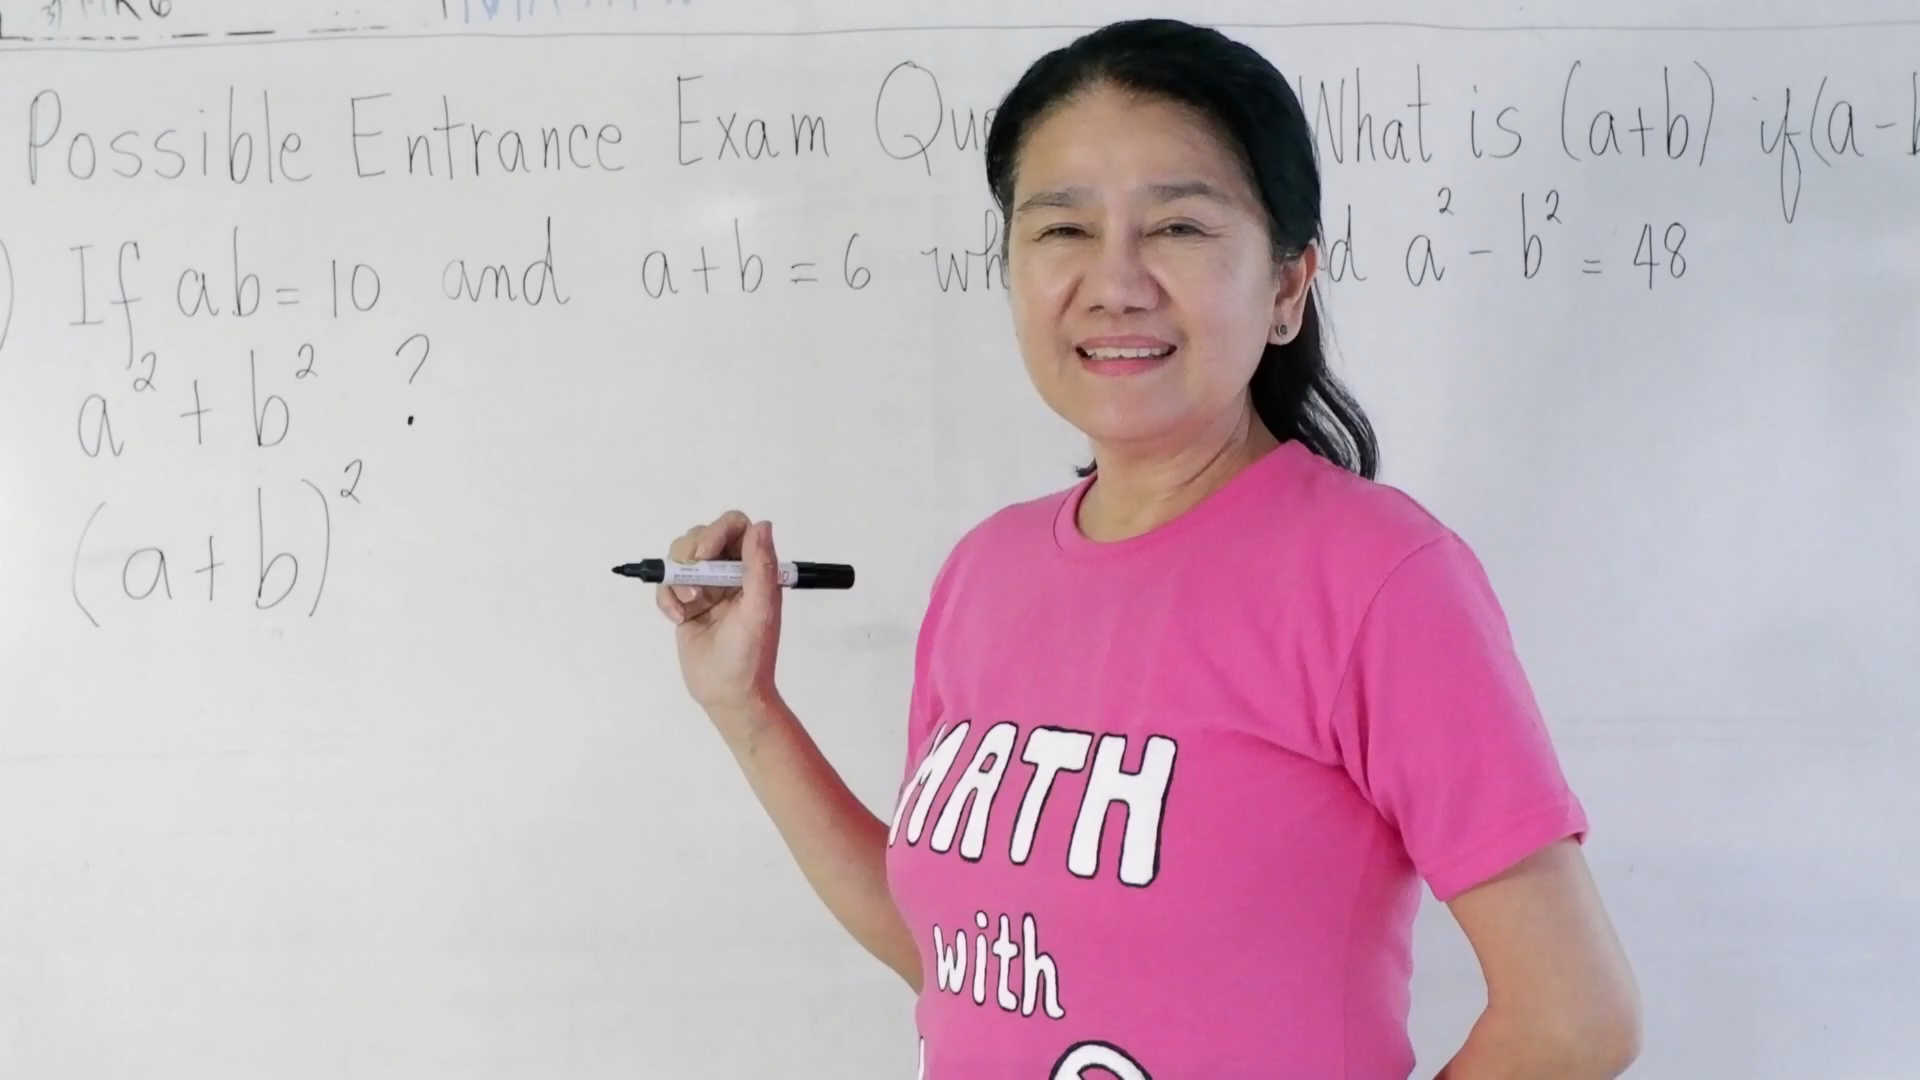 Possible Entrance Exam Que
If ab=10 and a+b=6 wh
a² + b² ?
(a+b)²
What is (a+b) if (a-b
d a² - b² = 48
MATH
with